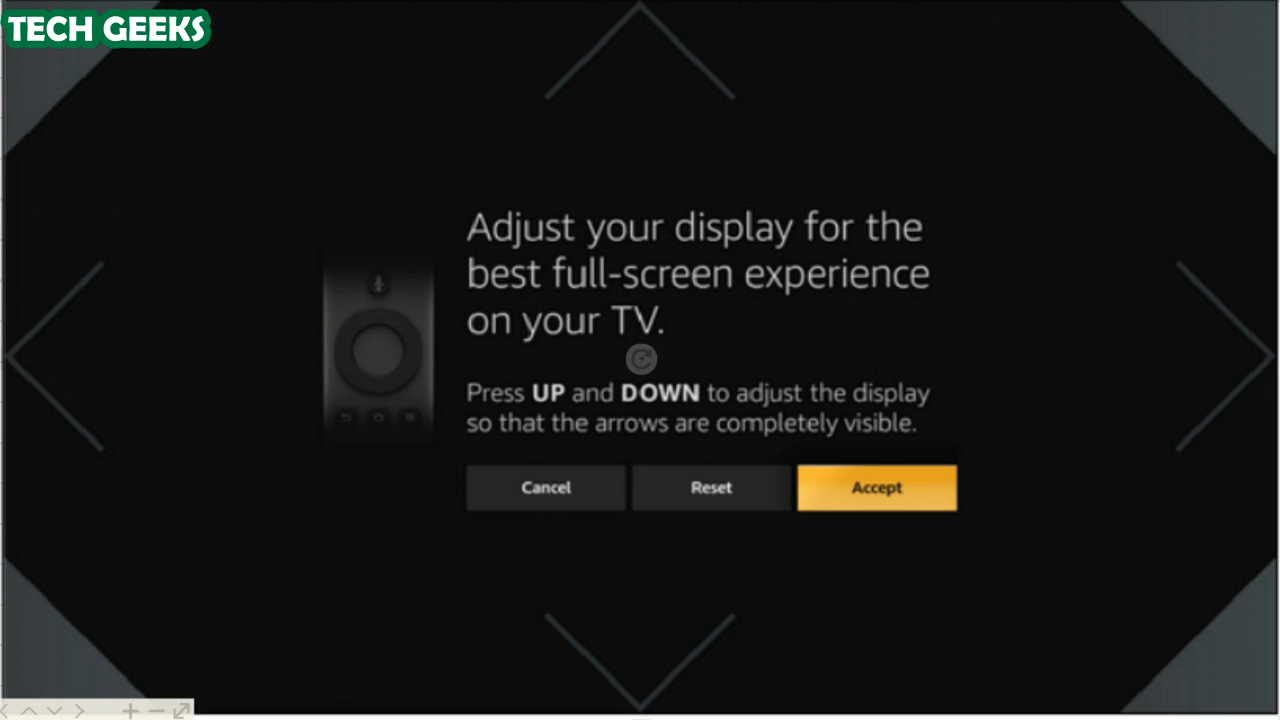 TECH GEEKS
Adjust your display for the
best full-screen experience
on your TV.
Press UP and DOWN to adjust the display
so that the arrows are completely visible.
Cancel Reset Accept